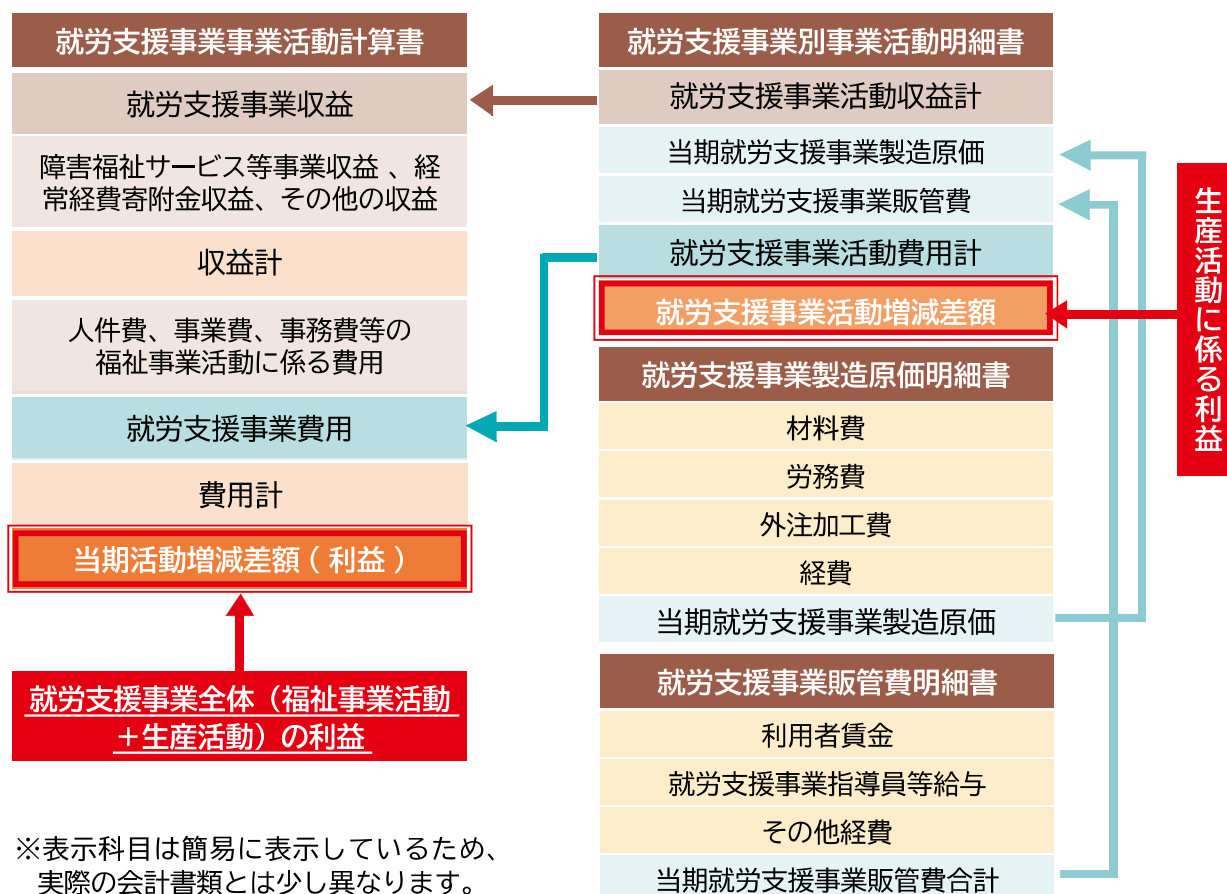 就労支援事業事業活動計算書
就労支援事業収益
障害福祉サービス等事業収益 、経
常経費寄附金収益、その他の収益
収益計
人件費、事業費、事務費等の
福祉事業活動に係る費用
就労支援事業費用
費用計
当期活動増減差額（利益）
就労支援事業全体（福祉事業活動
＋生産活動）の利益
※表示科目は簡易に表示しているため、
実際の会計書類とは少し異なります。
就労支援事業別事業活動明細書
就労支援事業活動収益計
当期就労支援事業製造原価
当期就労支援事業販管費
就労支援事業活動費用計
就労支援事業活動増減差額
就労支援事業製造原価明細書
材料費
労務費
外注加工費
経費
当期就労支援事業製造原価
就労支援事業販管費明細書
利用者賃金
就労支援事業指導員等給与
その他経費
当期就労支援事業販管費合計
生産活動に係る利益